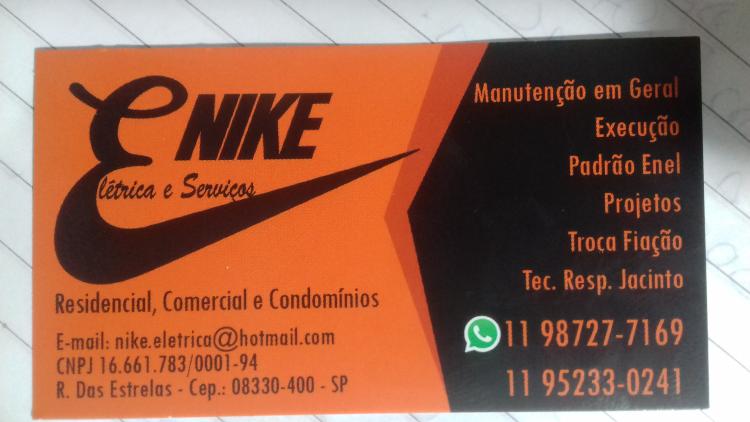 E NIKE
létrica e Serviços
Residencial, Comercial e Condomínios
E-mail: nike.eletrica@hotmail.com
CNPJ 16.661.783/0001-94
R. Das Estrelas - Cep.: 08330-400 - SP
Manutenção em Geral
Execução
Padrão Enel
Projetos
Troca Fiação
Tec. Resp. Jacinto
11 98727-7169
11 95233-0241